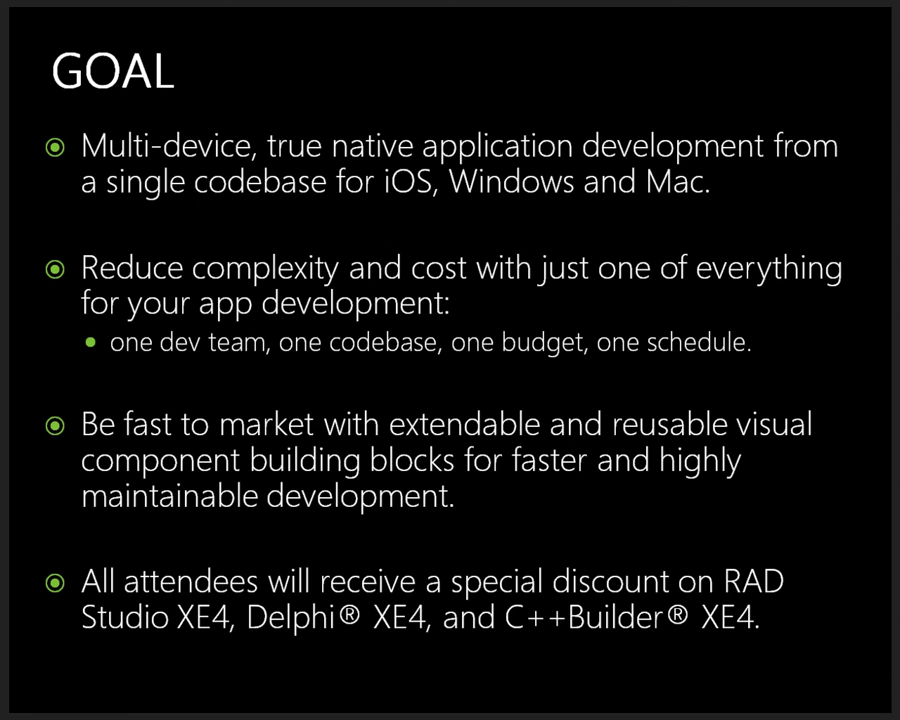 GOAL
Multi-device, true native application development from
a single codebase for iOS, Windows and Mac.
Reduce complexity and cost with just one of everything
for your app development:
one dev team, one codebase, one budget, one schedule.
Be fast to market with extendable and reusable visual
component building blocks for faster and highly
maintainable development.
All attendees will receive a special discount on RAD
Studio XE4, Delphi® XE4, and C++Builder® XE4.